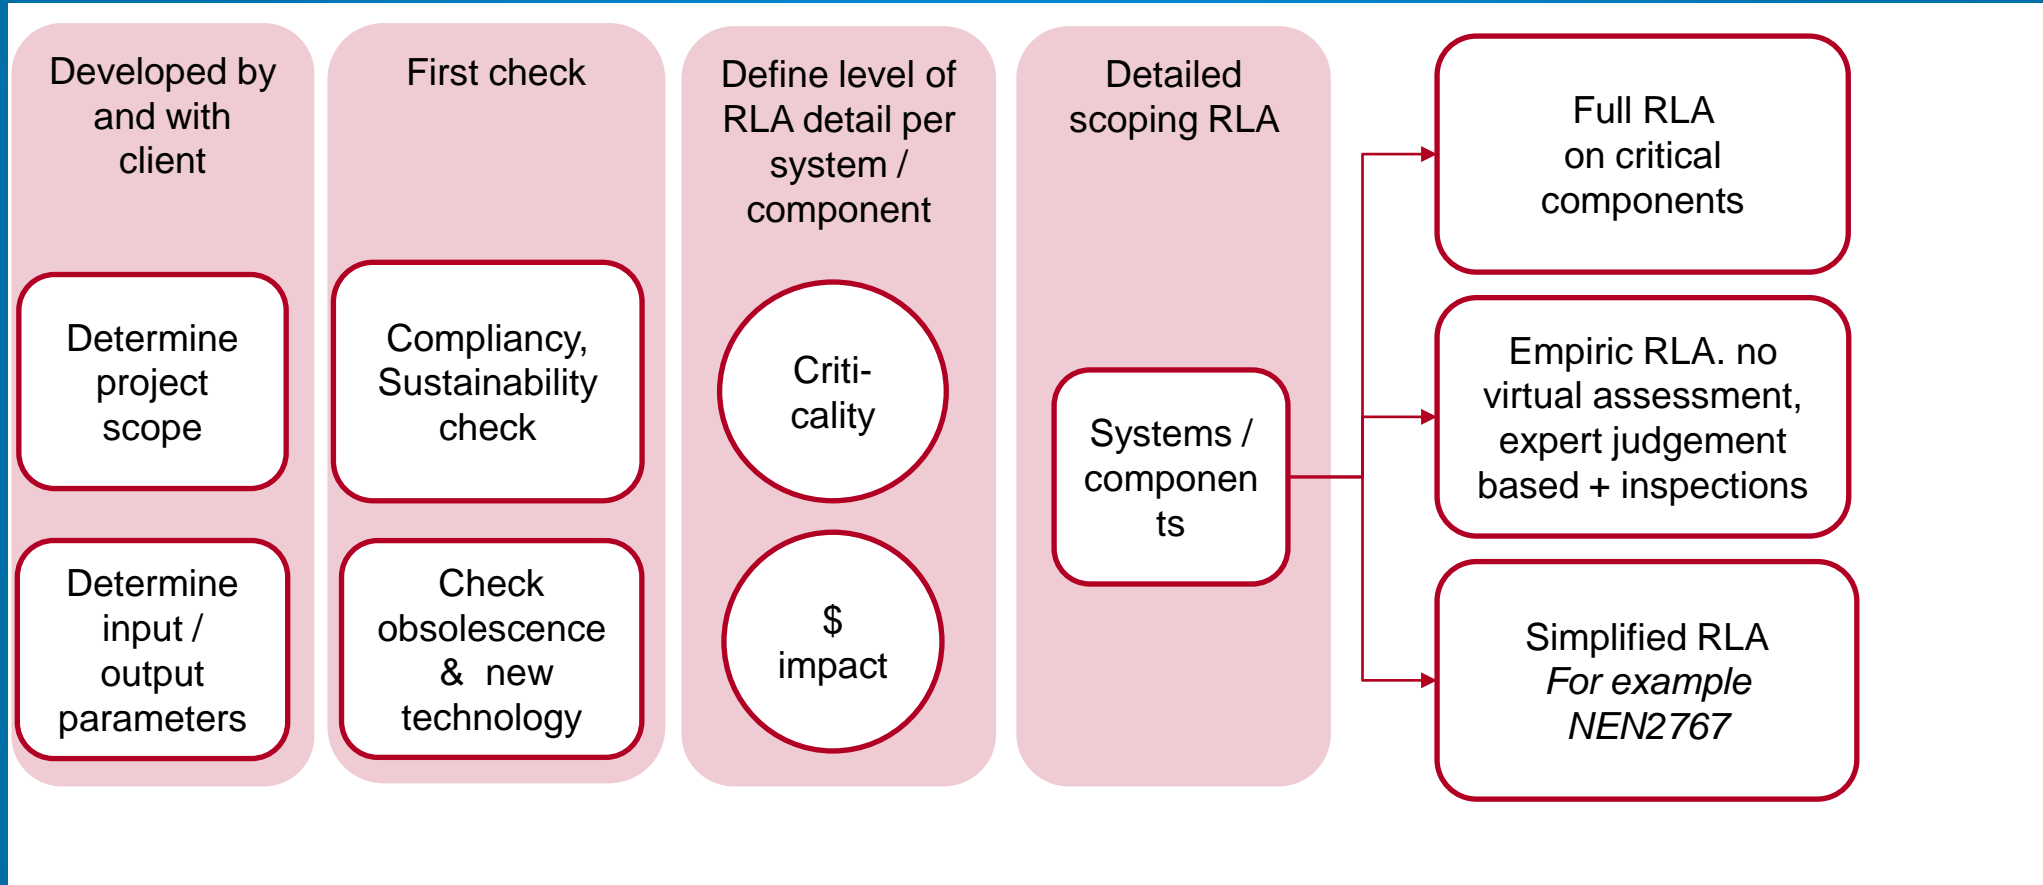 Developed by
and with
client
Determine
project
scope
Determine
input /
output
parameters
First check
Compliancy,
Sustainability
check
Check
obsolescence
& new
technology
Define level of
RLA detail per
system /
component
Criti-
cality
$
impact
Detailed
scoping RLA
Systems /
componen
ts
Full RLA
on critical
components
Empiric RLA. no
virtual assessment,
expert judgement
based + inspections
Simplified RLA
For example
NEN2767